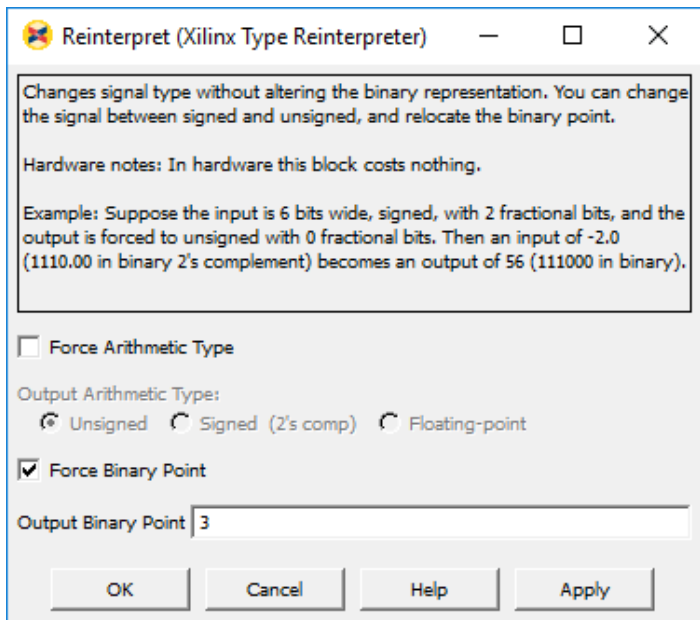 Reinterpret (Xilinx Type Reinterpreter)
Changes signal type without altering the binary representation. You can change
the signal between signed and unsigned, and relocate the binary point.
Hardware notes: In hardware this block costs nothing.
Example: Suppose the input is 6 bits wide, signed, with 2 fractional bits, and the
output is forced to unsigned with 0 fractional bits. Then an input of -2.0
(1110.00 in binary 2's complement) becomes an output of 56 (111000 in binary).
Force Arithmetic Type
Output Arithmetic Type:
Unsigned Signed (2's comp) Floating-point
Force Binary Point
Output Binary Point 3
OK Cancel Help Apply